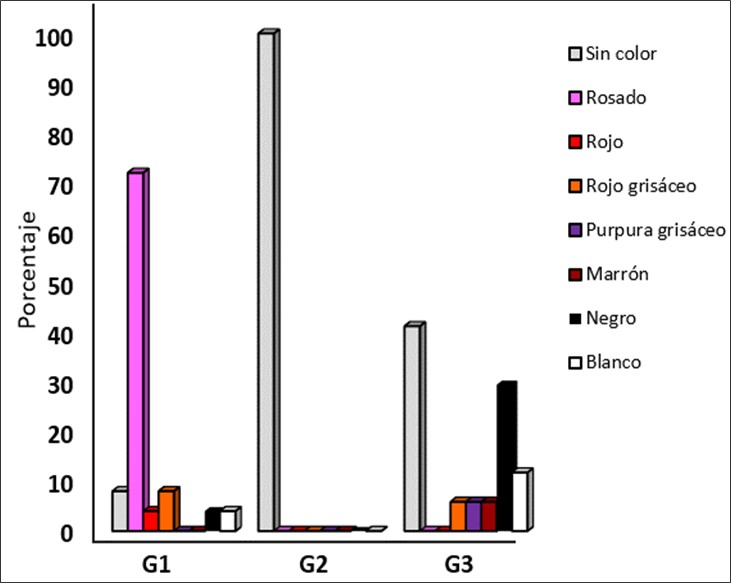 Porcentaje
100
90
80
70
60
50
40
30
20
10
0
G1
G2
G3
Sin color
Rosado
Rojo
Rojo grisáceo
Purpura grisáceo
Marrón
Negro
Blanco